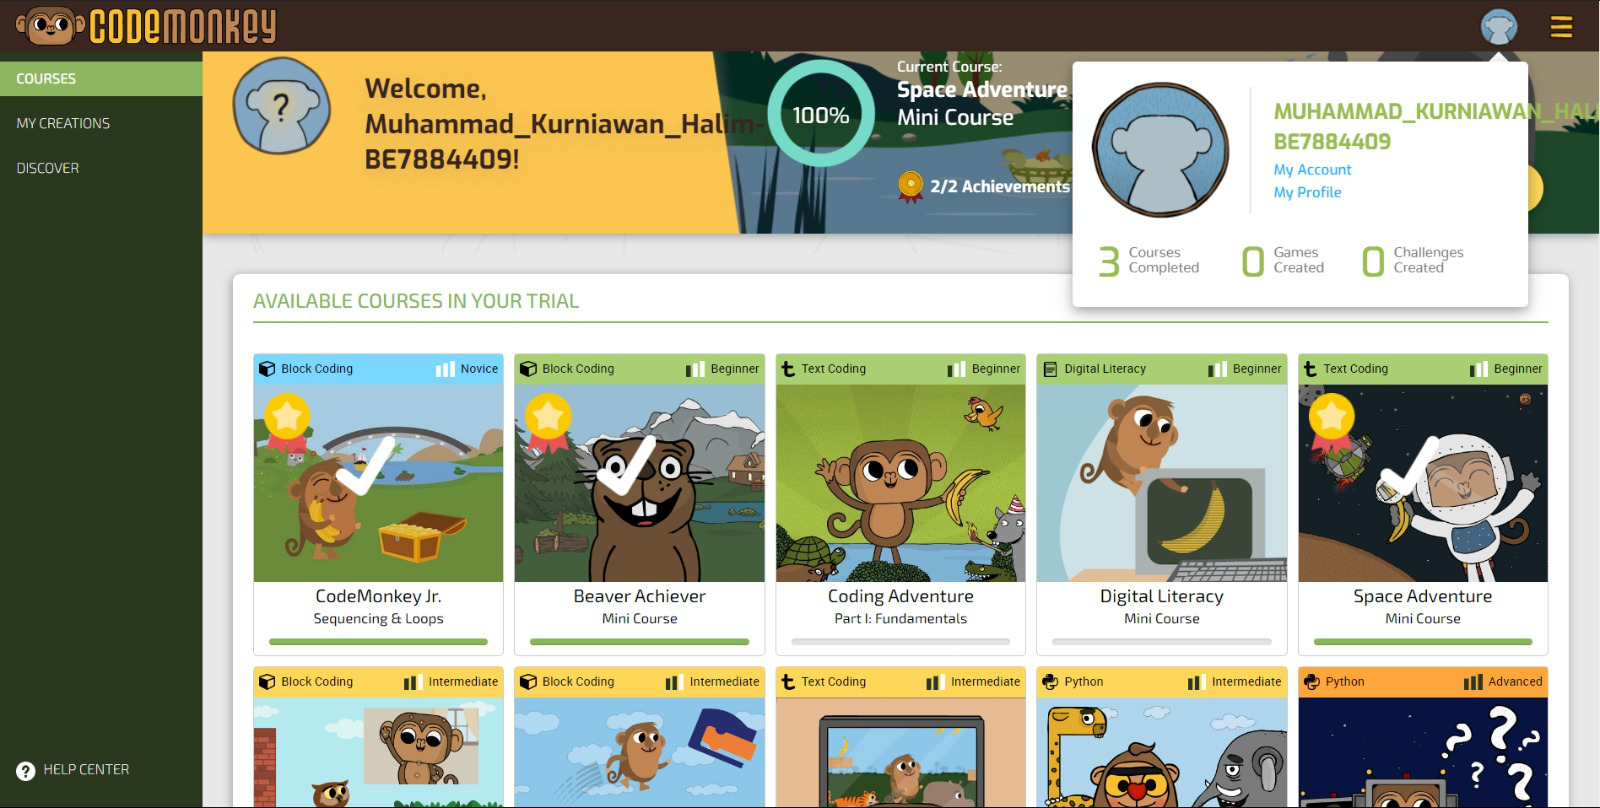 CODEMONKEY
COURSES
MY CREATIONS
DISCOVER
HELP CENTER
?
Welcome,
Muhammad_Kurniawan_Halim-
BE7884409!
100%
Current Course:
Space Adventure
Mini Course
2/2 Achievements
MUHAMMAD_KURNIAWAN_HALI
BE7884409
My Account
My Profile
3 Courses
Completed
0 Games
Created
0 Challenges
Created
AVAILABLE COURSES IN YOUR TRIAL
Block Coding Novice
CodeMonkey Jr.
Sequencing & Loops
Block Coding Beginner
Beaver Achiever
Mini Course
Text Coding Beginner
Coding Adventure
Part I: Fundamentals
Digital Literacy Beginner
Digital Literacy
Mini Course
Text Coding Beginner
Space Adventure
Mini Course
Block Coding Intermediate
Block Coding Intermediate
Text Coding Intermediate
Python Intermediate
Python Advanced
? ? ? ? ?